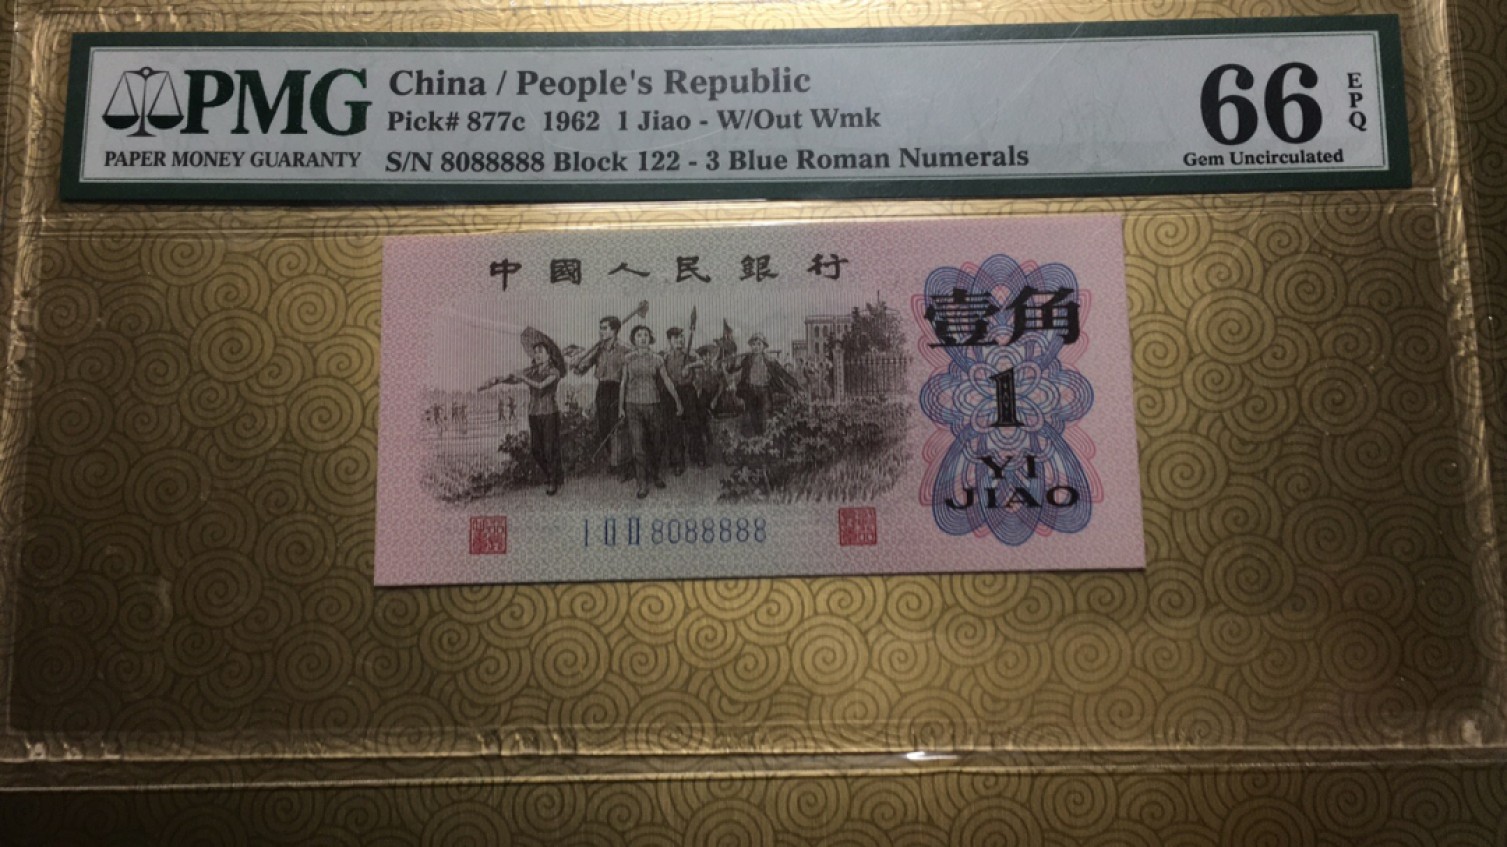 PMG
PAPER MONEY GUARANTY
China / People's Republic
Pick# 877c 1962 1 Jiao - W/Out Wmk
S/N 8088888 Block 122 - 3 Blue Roman Numerals
66
EPQ
Gem Uncirculated
中國人民銀行
壹角
1
YI
JIAO
I II II 8088888